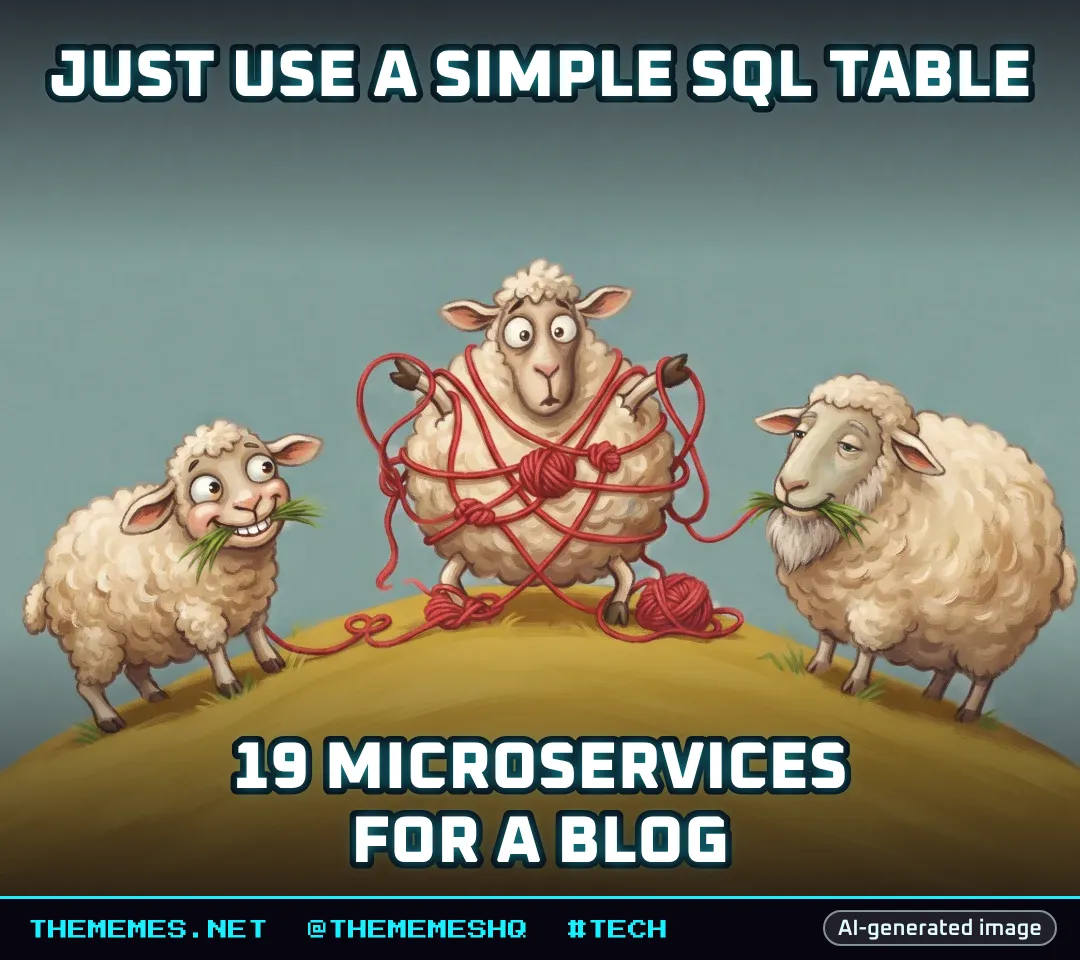 JUST USE A SIMPLE SQL TABLE
19 MICROSERVICES
FOR A BLOG
THEMEMES.NET @THEMEMESHQ #TECH AI-generated image